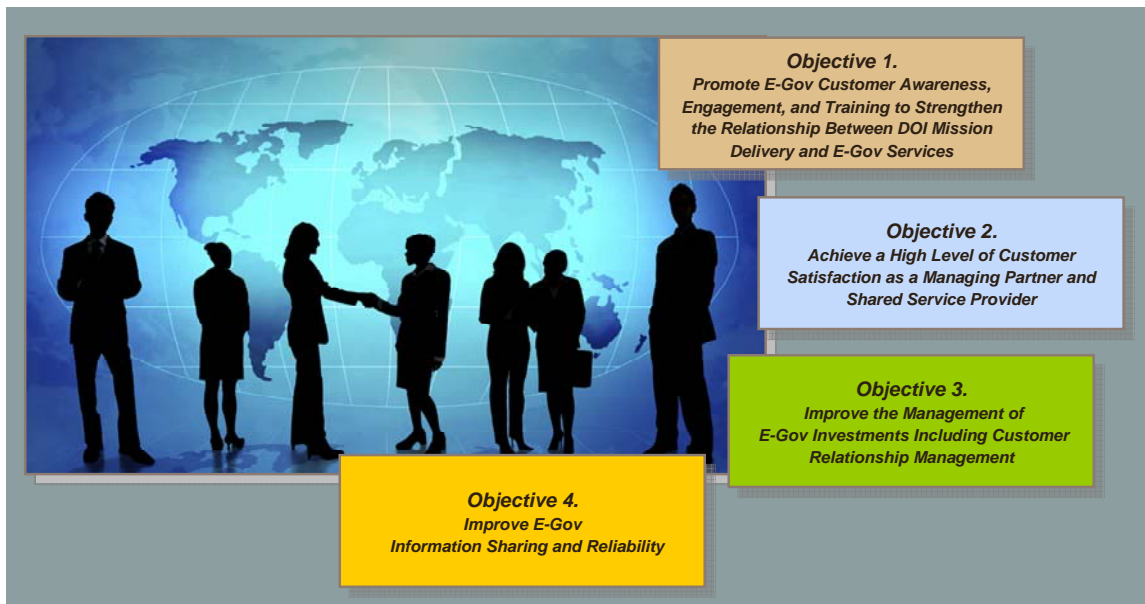 Objective 1.
Promote E-Gov Customer Awareness,
Engagement, and Training to Strengthen
the Relationship Between DOI Mission
Delivery and E-Gov Services
Objective 2.
Achieve a High Level of Customer
Satisfaction as a Managing Partner and
Shared Service Provider
Objective 3.
Improve the Management of
E-Gov Investments Including Customer
Relationship Management
Objective 4.
Improve E-Gov
Information Sharing and Reliability